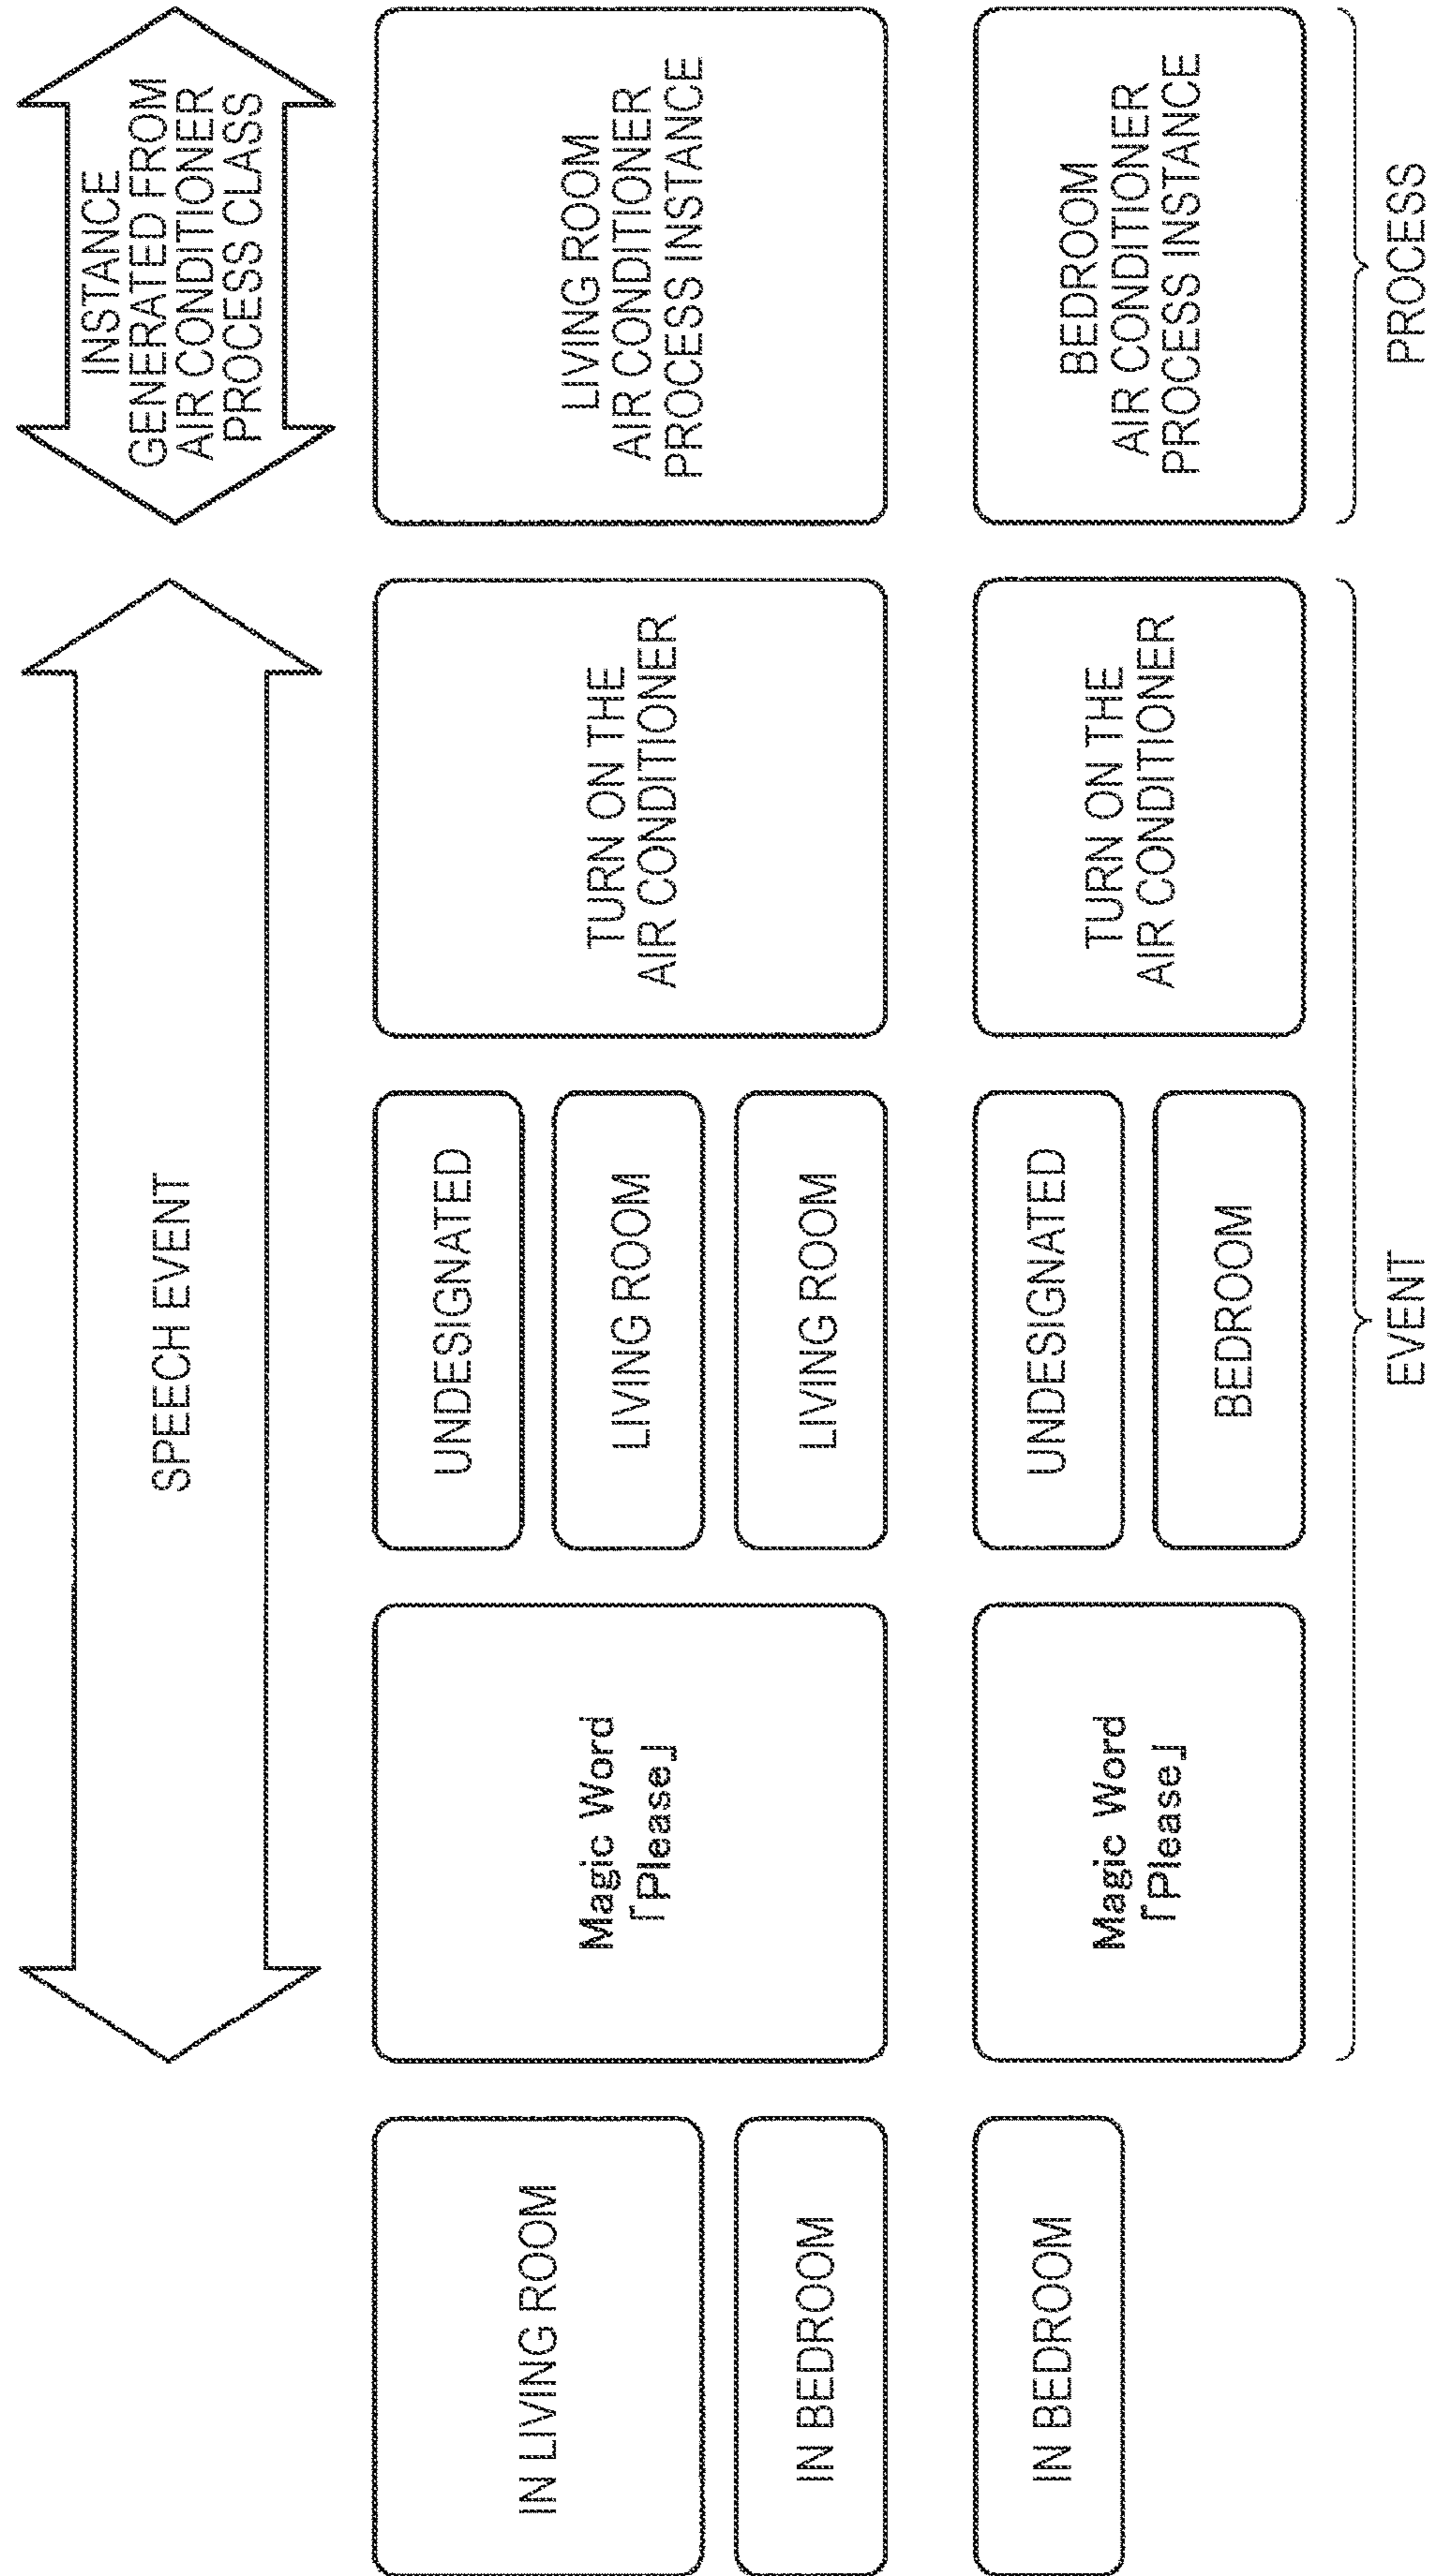 SPEECH EVENT
INSTANCE
GENERATED FROM
AIR CONDITIONER
PROCESS CLASS
IN LIVING ROOM
IN BEDROOM
Magic Word
「Please」
UNDESIGNATED
LIVING ROOM
LIVING ROOM
TURN ON THE
AIR CONDITIONER
LIVING ROOM
AIR CONDITIONER
PROCESS INSTANCE
IN BEDROOM
Magic Word
「Please」
UNDESIGNATED
BEDROOM
TURN ON THE
AIR CONDITIONER
BEDROOM
AIR CONDITIONER
PROCESS INSTANCE
EVENT
PROCESS